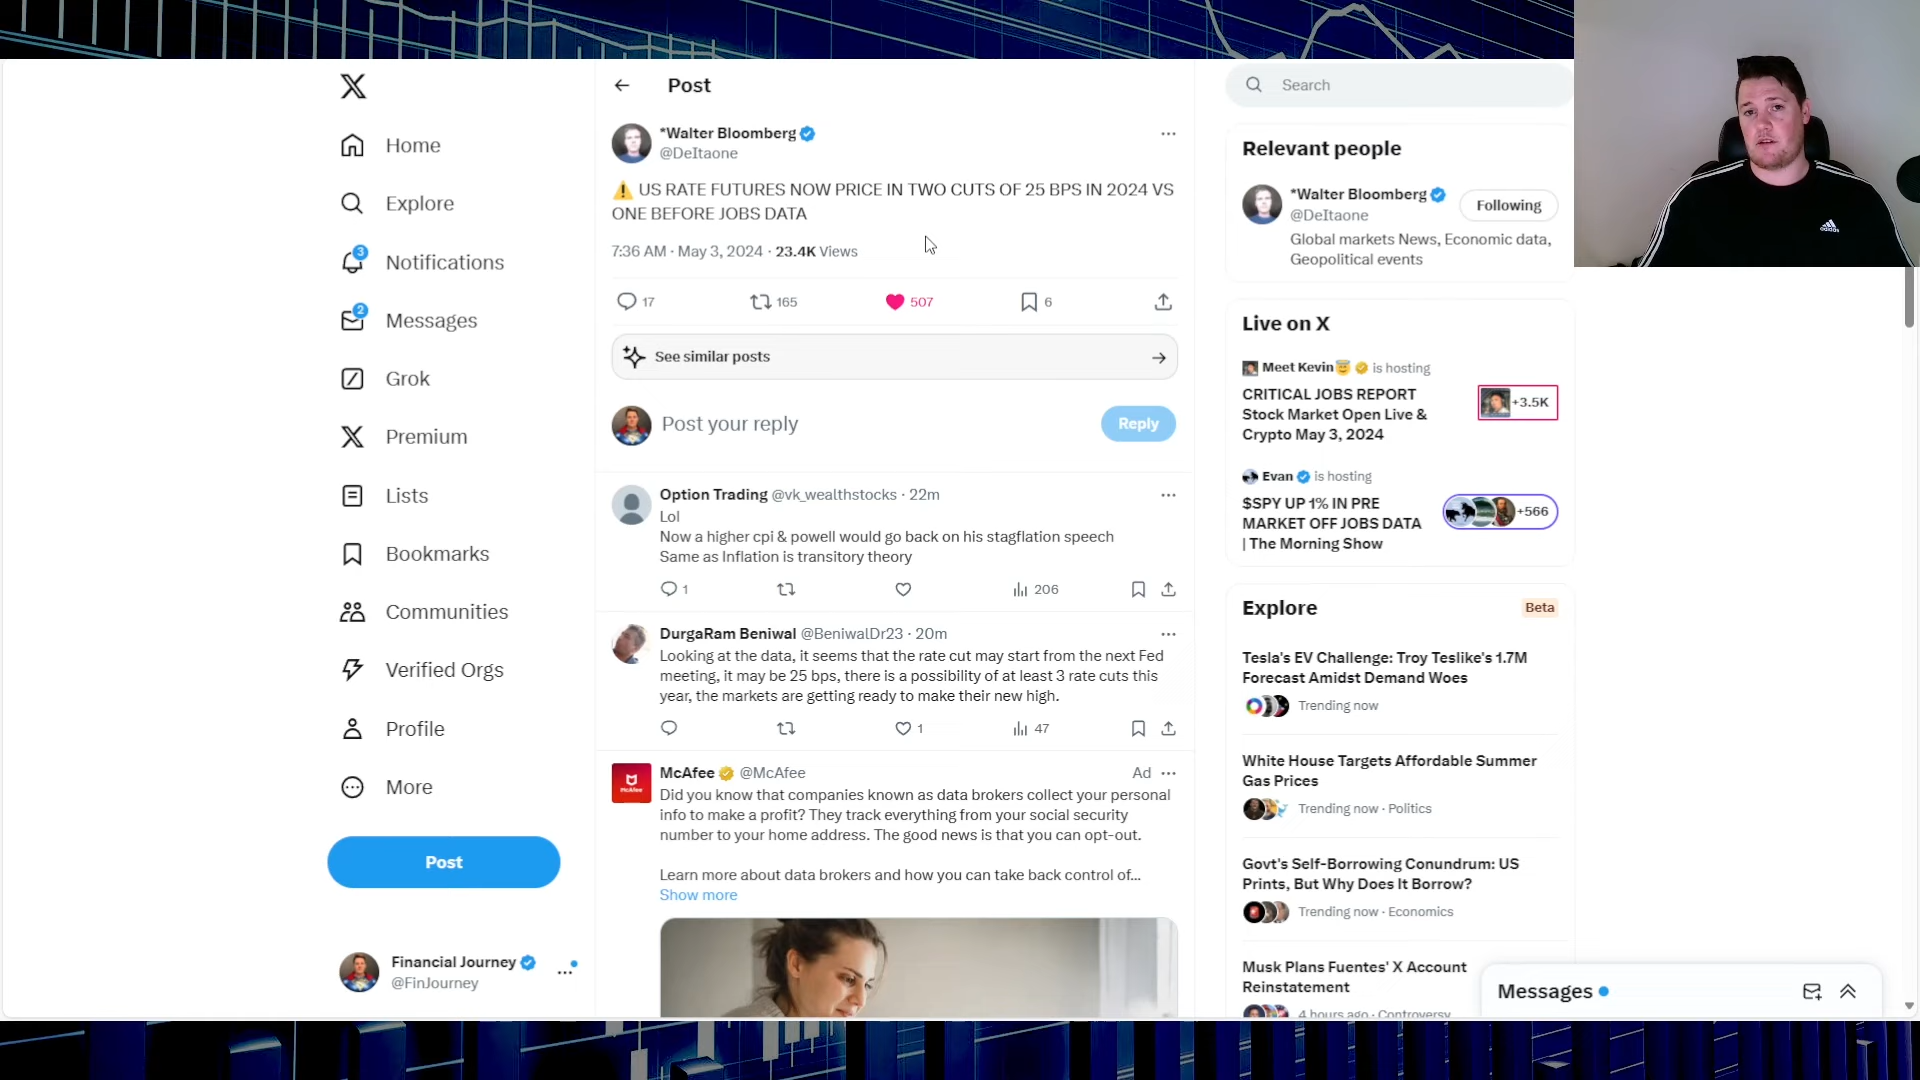 Home
Explore
3
Notifications
2
Messages
Grok
Premium
Lists
Bookmarks
Communities
Verified Orgs
Profile
More
Post
Financial Journey
@FinJourney
Post
*Walter Bloomberg
@DeItaone
⚠️ US RATE FUTURES NOW PRICE IN TWO CUTS OF 25 BPS IN 2024 VS
ONE BEFORE JOBS DATA
7:36 AM · May 3, 2024 · 23.4K Views
17 165 507 6
See similar posts
Post your reply
Reply
Option Trading @vk_wealthstocks · 22m
Lol
Now a higher cpi & powell would go back on his stagflation speech
Same as Inflation is transitory theory
1 206
DurgaRam Beniwal @BeniwalDr23 · 20m
Looking at the data, it seems that the rate cut may start from the next Fed
meeting, it may be 25 bps, there is a possibility of at least 3 rate cuts this
year, the markets are getting ready to make their new high.
1 47
McAfee @McAfee Ad
Did you know that companies known as data brokers collect your personal
info to make a profit? They track everything from your social security
number to your home address. The good news is that you can opt-out.
Learn more about data brokers and how you can take back control of...
Show more
Search
Relevant people
*Walter Bloomberg
@DeItaone
Following
Global markets News, Economic data,
Geopolitical events
Live on X
Meet Kevin😇 is hosting
CRITICAL JOBS REPORT
Stock Market Open Live &
Crypto May 3, 2024
+3.5K
Evan is hosting
$SPY UP 1% IN PRE
MARKET OFF JOBS DATA
| The Morning Show
+566
Explore
Beta
Tesla's EV Challenge: Troy Teslike's 1.7M
Forecast Amidst Demand Woes
Trending now
White House Targets Affordable Summer
Gas Prices
Trending now · Politics
Govt's Self-Borrowing Conundrum: US
Prints, But Why Does It Borrow?
Trending now · Economics
Musk Plans Fuentes' X Account
Reinstatement
4 hours ago · Controversy
Messages
adidas